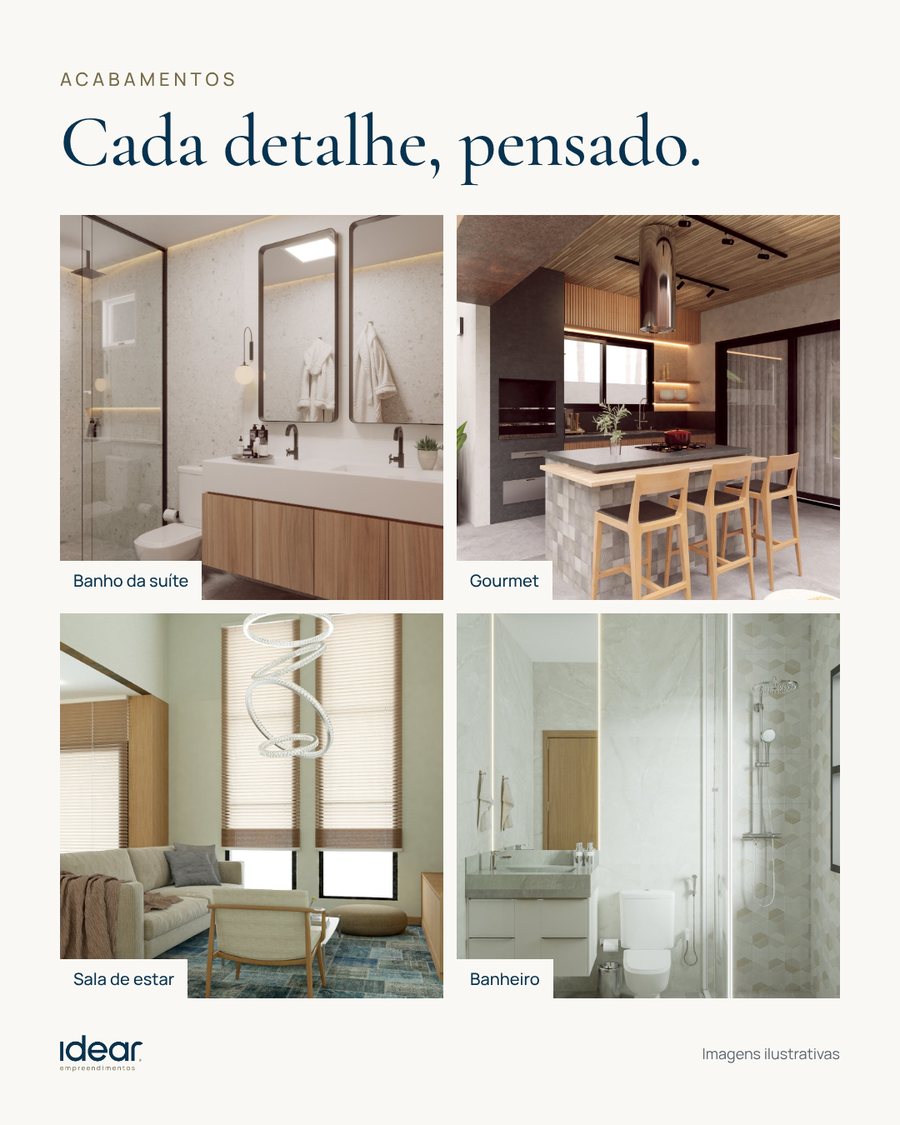 ACABAMENTOS
Cada detalhe, pensado.
Banho da suíte
Gourmet
Sala de estar
Banheiro
idear
empreendimentos
Imagens ilustrativas